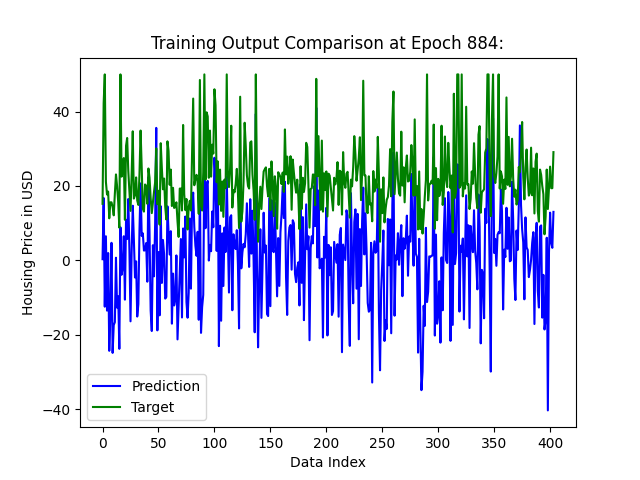 Training Output Comparison at Epoch 884:
Housing Price in USD
40
20
0
−20
−40
Prediction
Target
0
50
100
150
200
250
300
350
400
Data Index